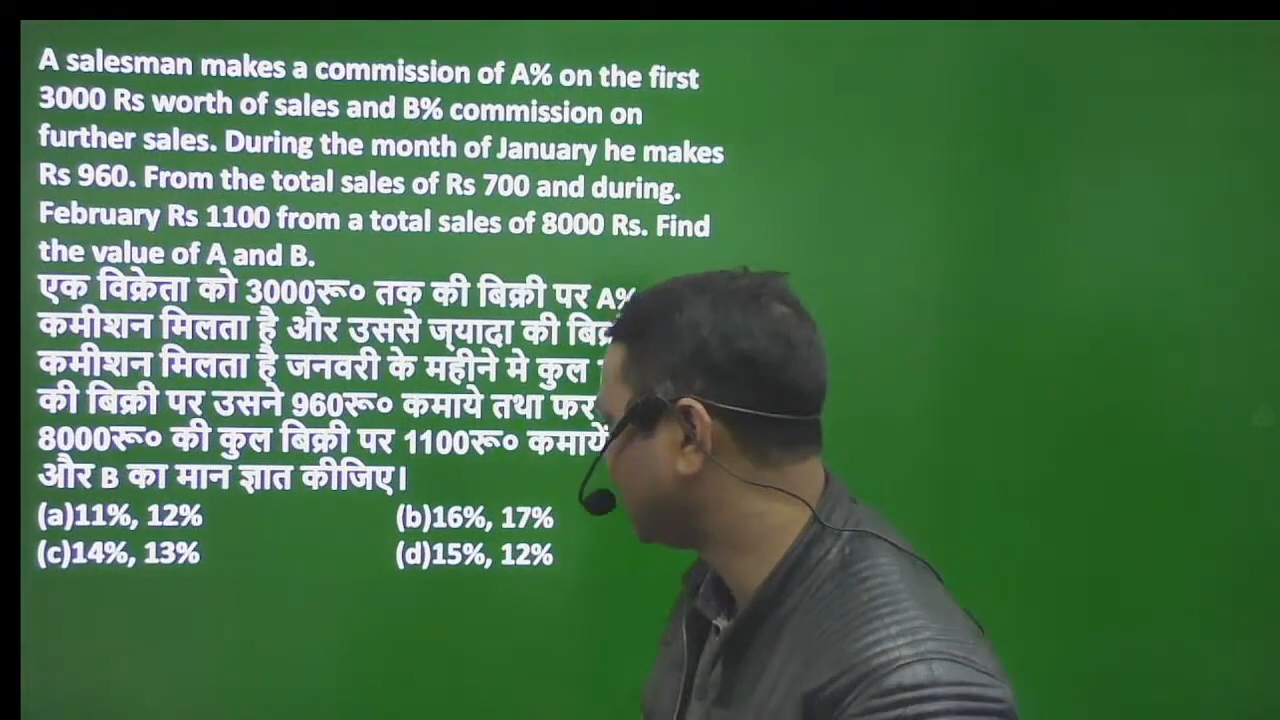 A salesman makes a commission of A% on the first
3000 Rs worth of sales and B% commission on
further sales. During the month of January he makes
Rs 960. From the total sales of Rs 700 and during.
February Rs 1100 from a total sales of 8000 Rs. Find
the value of A and B.
एक विक्रेता को 3000रू० तक की बिक्री पर A%
कमीशन मिलता है और उससे ज्यादा की
कमीशन मिलता है जनवरी के महीने मे कुल
की बिक्री पर उसने 960रू० कमाये तथा
8000रू० की कुल बिक्री पर 1100रू० कमायें
और B का मान ज्ञात कीजिए।
(a)11%, 12% (b)16%, 17%
(c)14%, 13% (d)15%, 12%